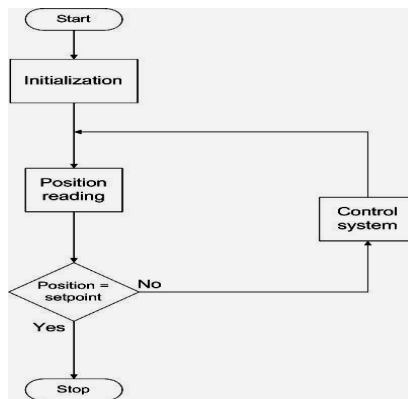 Start
Initialization
Position
reading
Control
system
Position =
setpoint
No
Yes
Stop